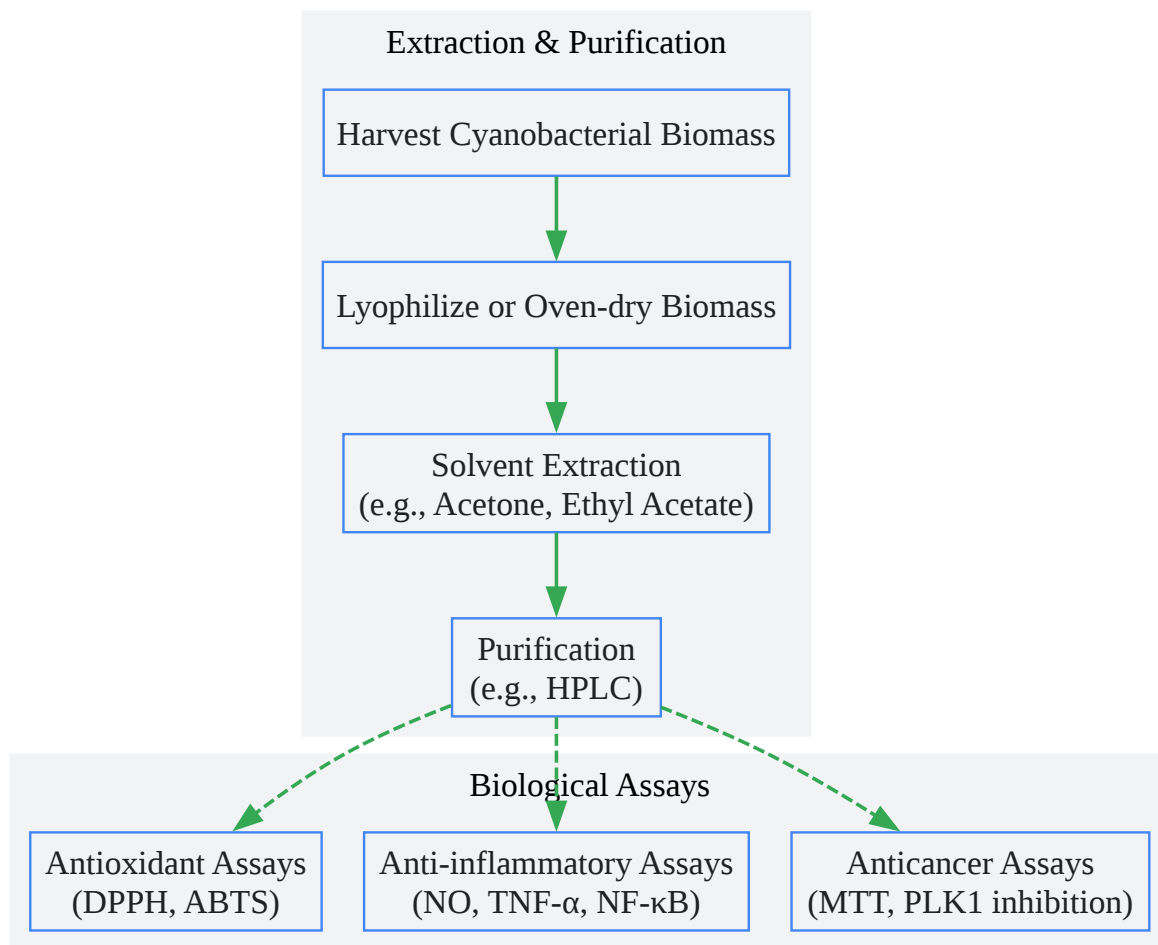 Extraction & Purification
Harvest Cyanobacterial Biomass
Lyophilize or Oven-dry Biomass
Solvent Extraction
(e.g., Acetone, Ethyl Acetate)
Purification
(e.g., HPLC)
Biological Assays
Antioxidant Assays
(DPPH, ABTS)
Anti-inflammatory Assays
(NO, TNF-α, NF-κB)
Anticancer Assays
(MTT, PLK1 inhibition)